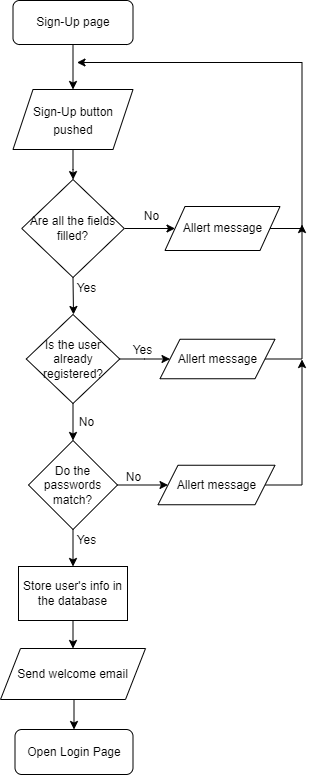 Sign-Up page
Sign-Up button
pushed
Are all the fields
filled?
No
Allert message
Yes
Is the user
already
registered?
Yes
Allert message
No
Do the
passwords
match?
No
Allert message
Yes
Store user's info in
the database
Send welcome email
Open Login Page